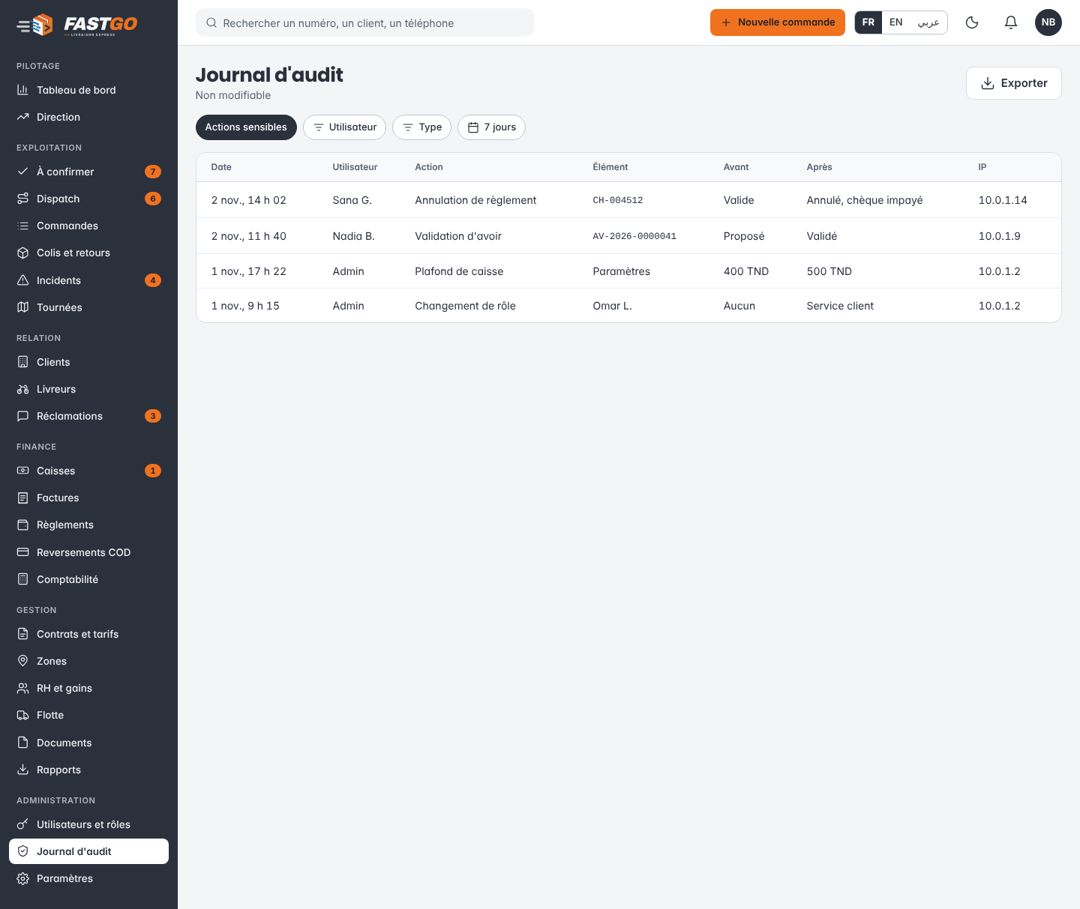 FASTGO
LIVRAISON EXPRESS
PILOTAGE
Tableau de bord
Direction
EXPLOITATION
À confirmer 7
Dispatch 6
Commandes
Colis et retours
Incidents 4
Tournées
RELATION
Clients
Livreurs
Réclamations 3
FINANCE
Caisses 1
Factures
Règlements
Reversements COD
Comptabilité
GESTION
Contrats et tarifs
Zones
RH et gains
Flotte
Documents
Rapports
ADMINISTRATION
Utilisateurs et rôles
Journal d'audit
Paramètres
Rechercher un numéro, un client, un téléphone
+ Nouvelle commande
FR EN عربي
NB
Journal d'audit
Non modifiable
Exporter
Actions sensibles Utilisateur Type 7 jours
Date Utilisateur Action Élément Avant Après IP
2 nov., 14 h 02 Sana G. Annulation de règlement CH-004512 Valide Annulé, chèque impayé 10.0.1.14
2 nov., 11 h 40 Nadia B. Validation d'avoir AV-2026-0000041 Proposé Validé 10.0.1.9
1 nov., 17 h 22 Admin Plafond de caisse Paramètres 400 TND 500 TND 10.0.1.2
1 nov., 9 h 15 Admin Changement de rôle Omar L. Aucun Service client 10.0.1.2